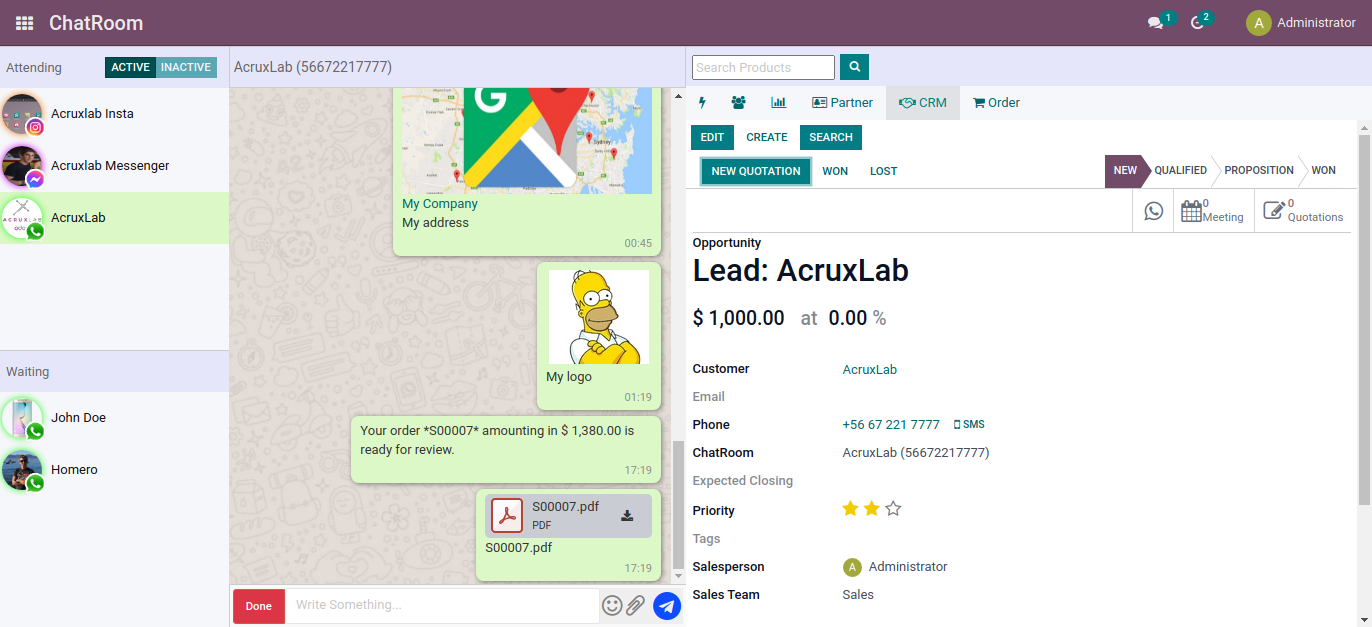 ChatRoom
1
2
A
Administrator
Attending
ACTIVE
INACTIVE
AcruxLab (56672217777)
Search Products
Acruxlab Insta
Acruxlab Messenger
ACRUXLAB
AcruxLab
Waiting
John Doe
Homero
G
Sydney
My Company
My address
00:45
My logo
01:19
Your order *S00007* amounting in $ 1,380.00 is
ready for review.
17:19
S00007.pdf
PDF
S00007.pdf
17:19
Done
Write Something...
Partner
CRM
Order
EDIT
CREATE
SEARCH
NEW QUOTATION
WON
LOST
NEW
QUALIFIED
PROPOSITION
WON
0
Meeting
0
Quotations
Opportunity
Lead: AcruxLab
$ 1,000.00 at 0.00 %
Customer
AcruxLab
Email
Phone
+56 67 221 7777
SMS
ChatRoom
AcruxLab (56672217777)
Expected Closing
Priority
Tags
Salesperson
A
Administrator
Sales Team
Sales